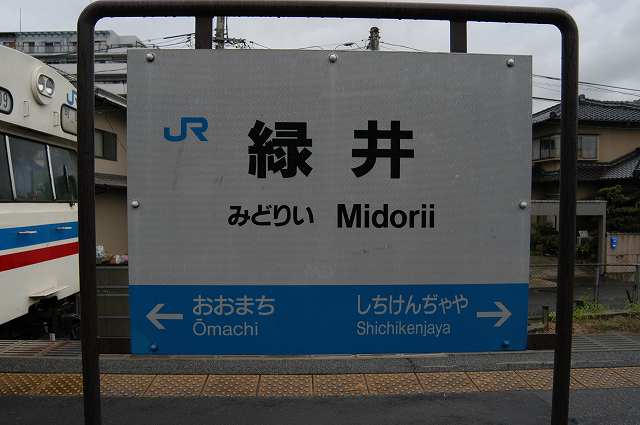 JR 緑井
みどりい Midorii
← おおまち しちけんぢゃや →
Ōmachi Shichikenjaya